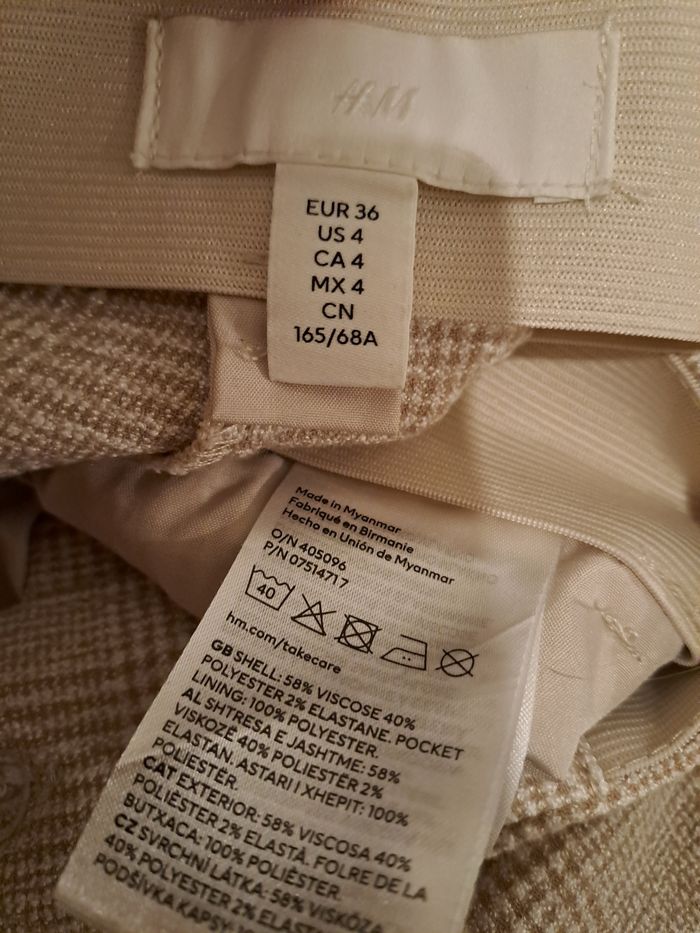 H&M
EUR 36
US 4
CA 4
MX 4
CN
165/68A
Made in Myanmar
Fabriqué en Birmanie
Hecho en Unión de Myanmar
O/N 405096
P/N 07514717
40
hm.com/takecare
GB SHELL: 58% VISCOSE 40%
POLYESTER 2% ELASTANE. POCKET
LINING: 100% POLYESTER.
AL SHTRESA E JASHTME: 58%
VISKOZË 40% POLIESTËR 2%
ELASTAN. ASTARI I XHEPIT: 100%
POLIESTËR.
CAT EXTERIOR: 58% VISCOSA 40%
POLIÈSTER 2% ELASTÀ. FOLRE DE LA
BUTXACA: 100% POLIÈSTER.
CZ SVRCHNÍ LÁTKA: 58% VISKÓZA
40% POLYESTER 2% ELASTAN.
PODŠÍVKA KAPSY: